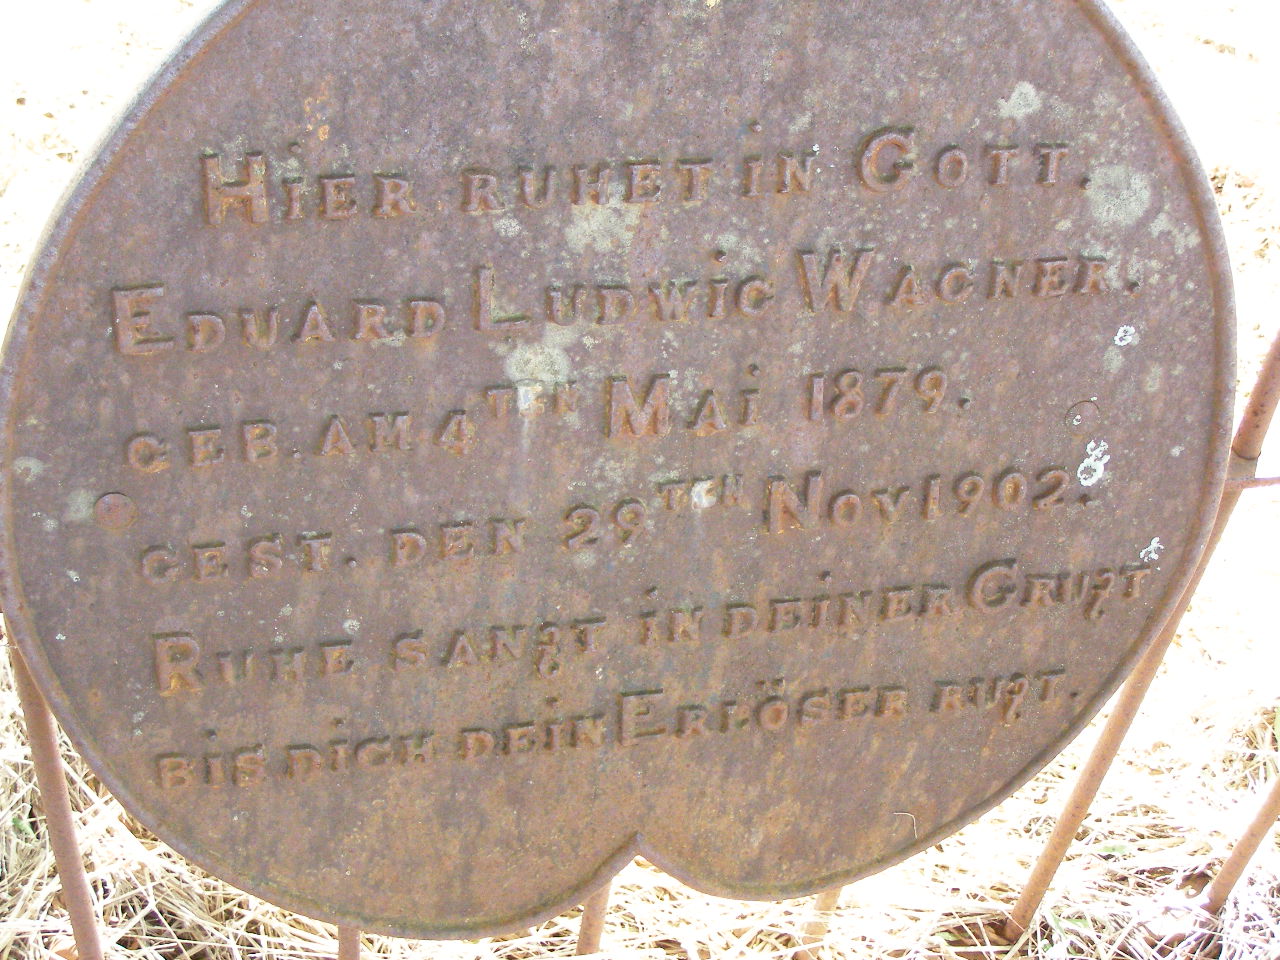 HIER RUHET IN GOTT.
EDUARD LUDWIG WAGNER.
GEB. AM 4TEN MAI 1879.
GEST. DEN 29TEN NOV 1902.
RUHE SANFT IN DEINER GRUFT
BIS DICH DEIN ERLÖSER RUFT.